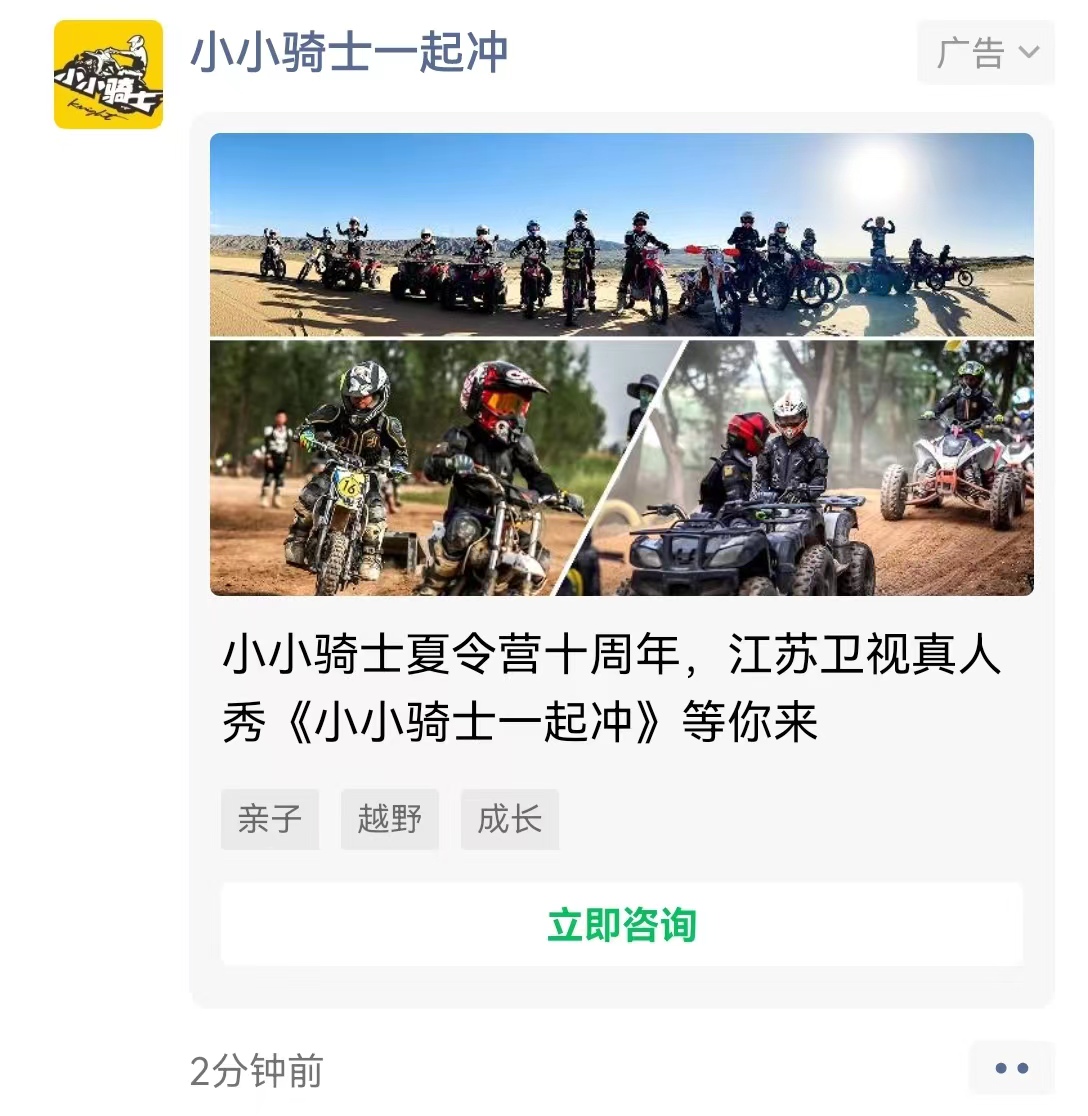 小小骑士一起冲
广告
小小骑士
knight
16
小小骑士夏令营十周年，江苏卫视真人
秀《小小骑士一起冲》等你来
亲子
越野
成长
立即咨询
2分钟前